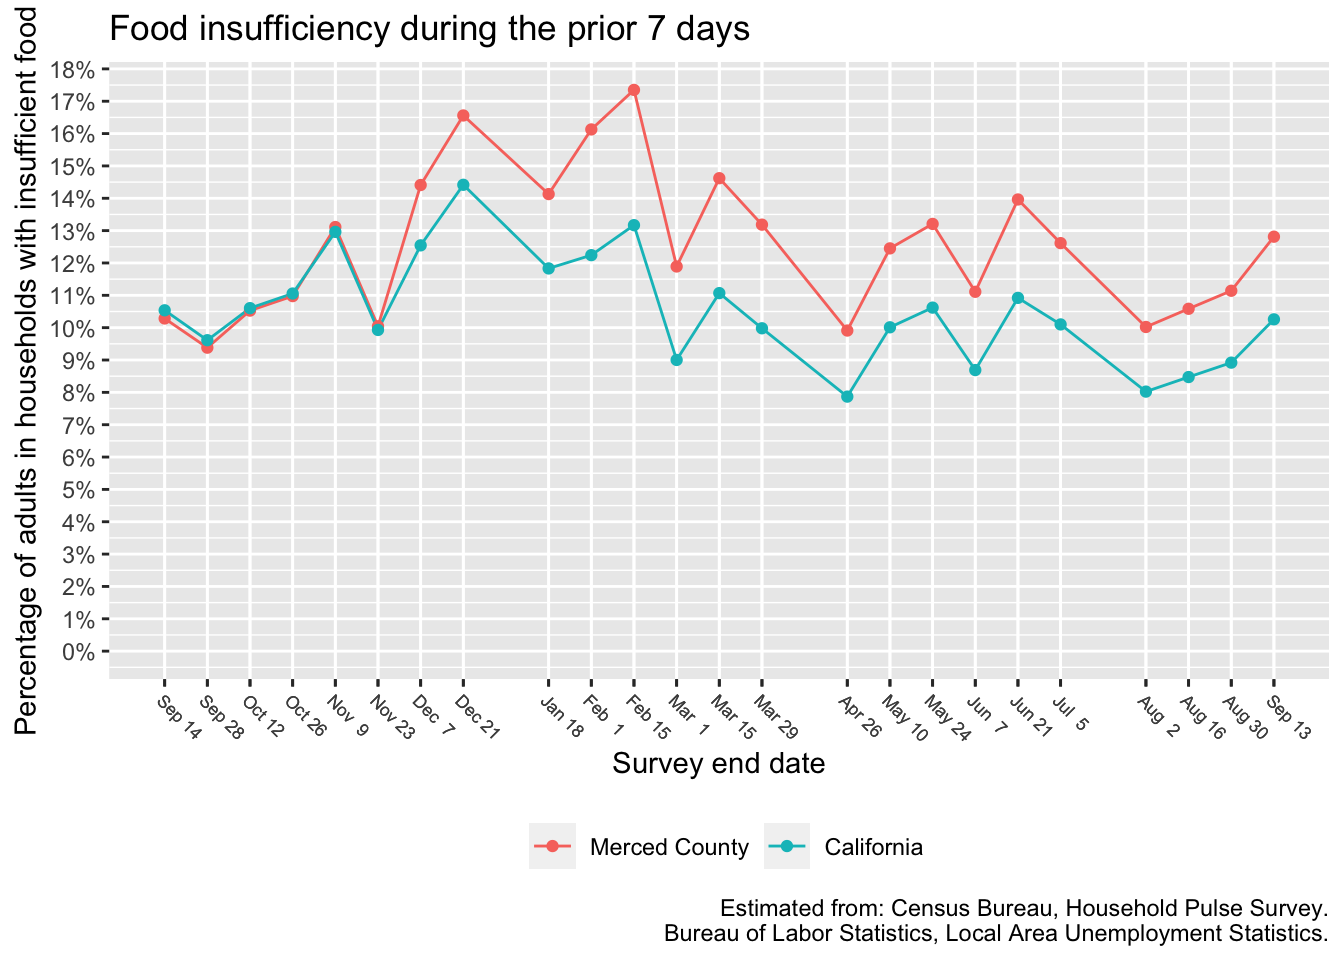 Food insufficiency during the prior 7 days
Percentage of adults in households with insufficient food
18%
17%
16%
15%
14%
13%
12%
11%
10%
9%
8%
7%
6%
5%
4%
3%
2%
1%
0%
Sep 14
Sep 28
Oct 12
Oct 26
Nov 9
Nov 23
Dec 7
Dec 21
Jan 18
Feb 1
Feb 15
Mar 1
Mar 15
Mar 29
Apr 26
May 10
May 24
Jun 7
Jun 21
Jul 5
Aug 2
Aug 16
Aug 30
Sep 13
Survey end date
Merced County
California
Estimated from: Census Bureau, Household Pulse Survey.
Bureau of Labor Statistics, Local Area Unemployment Statistics.